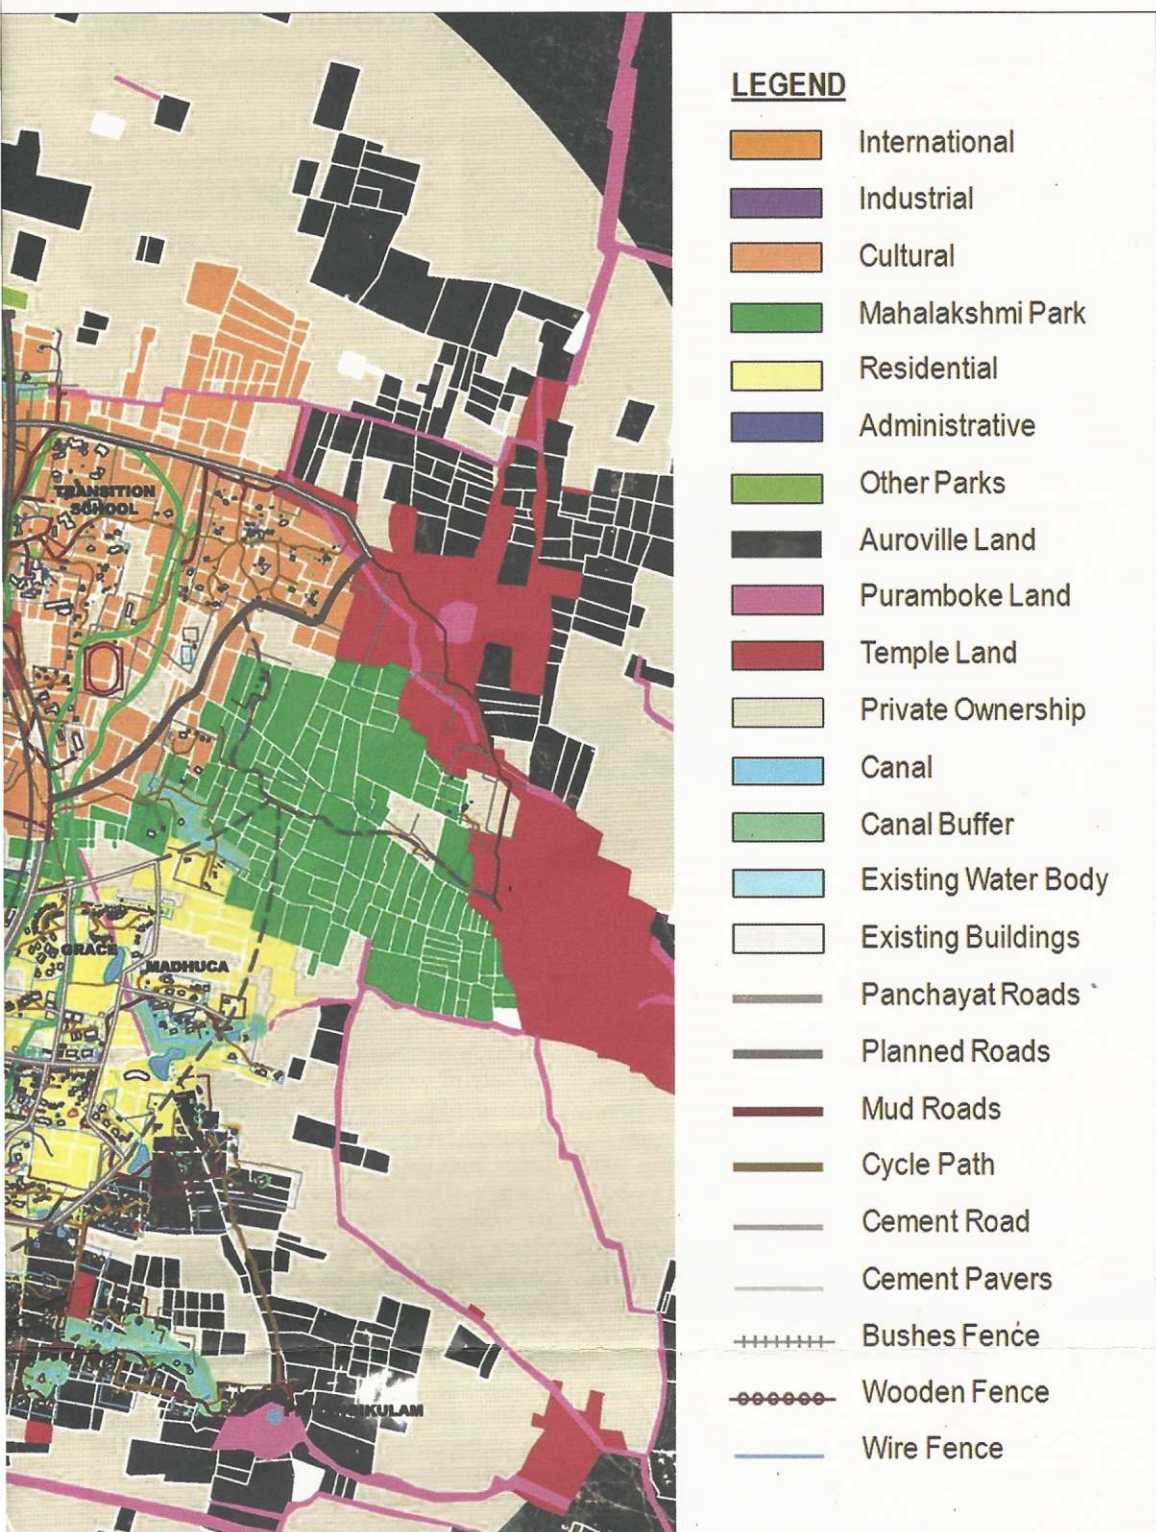 LEGEND
International
Industrial
Cultural
Mahalakshmi Park
Residential
Administrative
Other Parks
Auroville Land
Puramboke Land
Temple Land
Private Ownership
Canal
Canal Buffer
Existing Water Body
Existing Buildings
Panchayat Roads
Planned Roads
Mud Roads
Cycle Path
Cement Road
Cement Pavers
Bushes Fence
Wooden Fence
Wire Fence
TRANSITION
SCHOOL
GRACE
MADHUCA